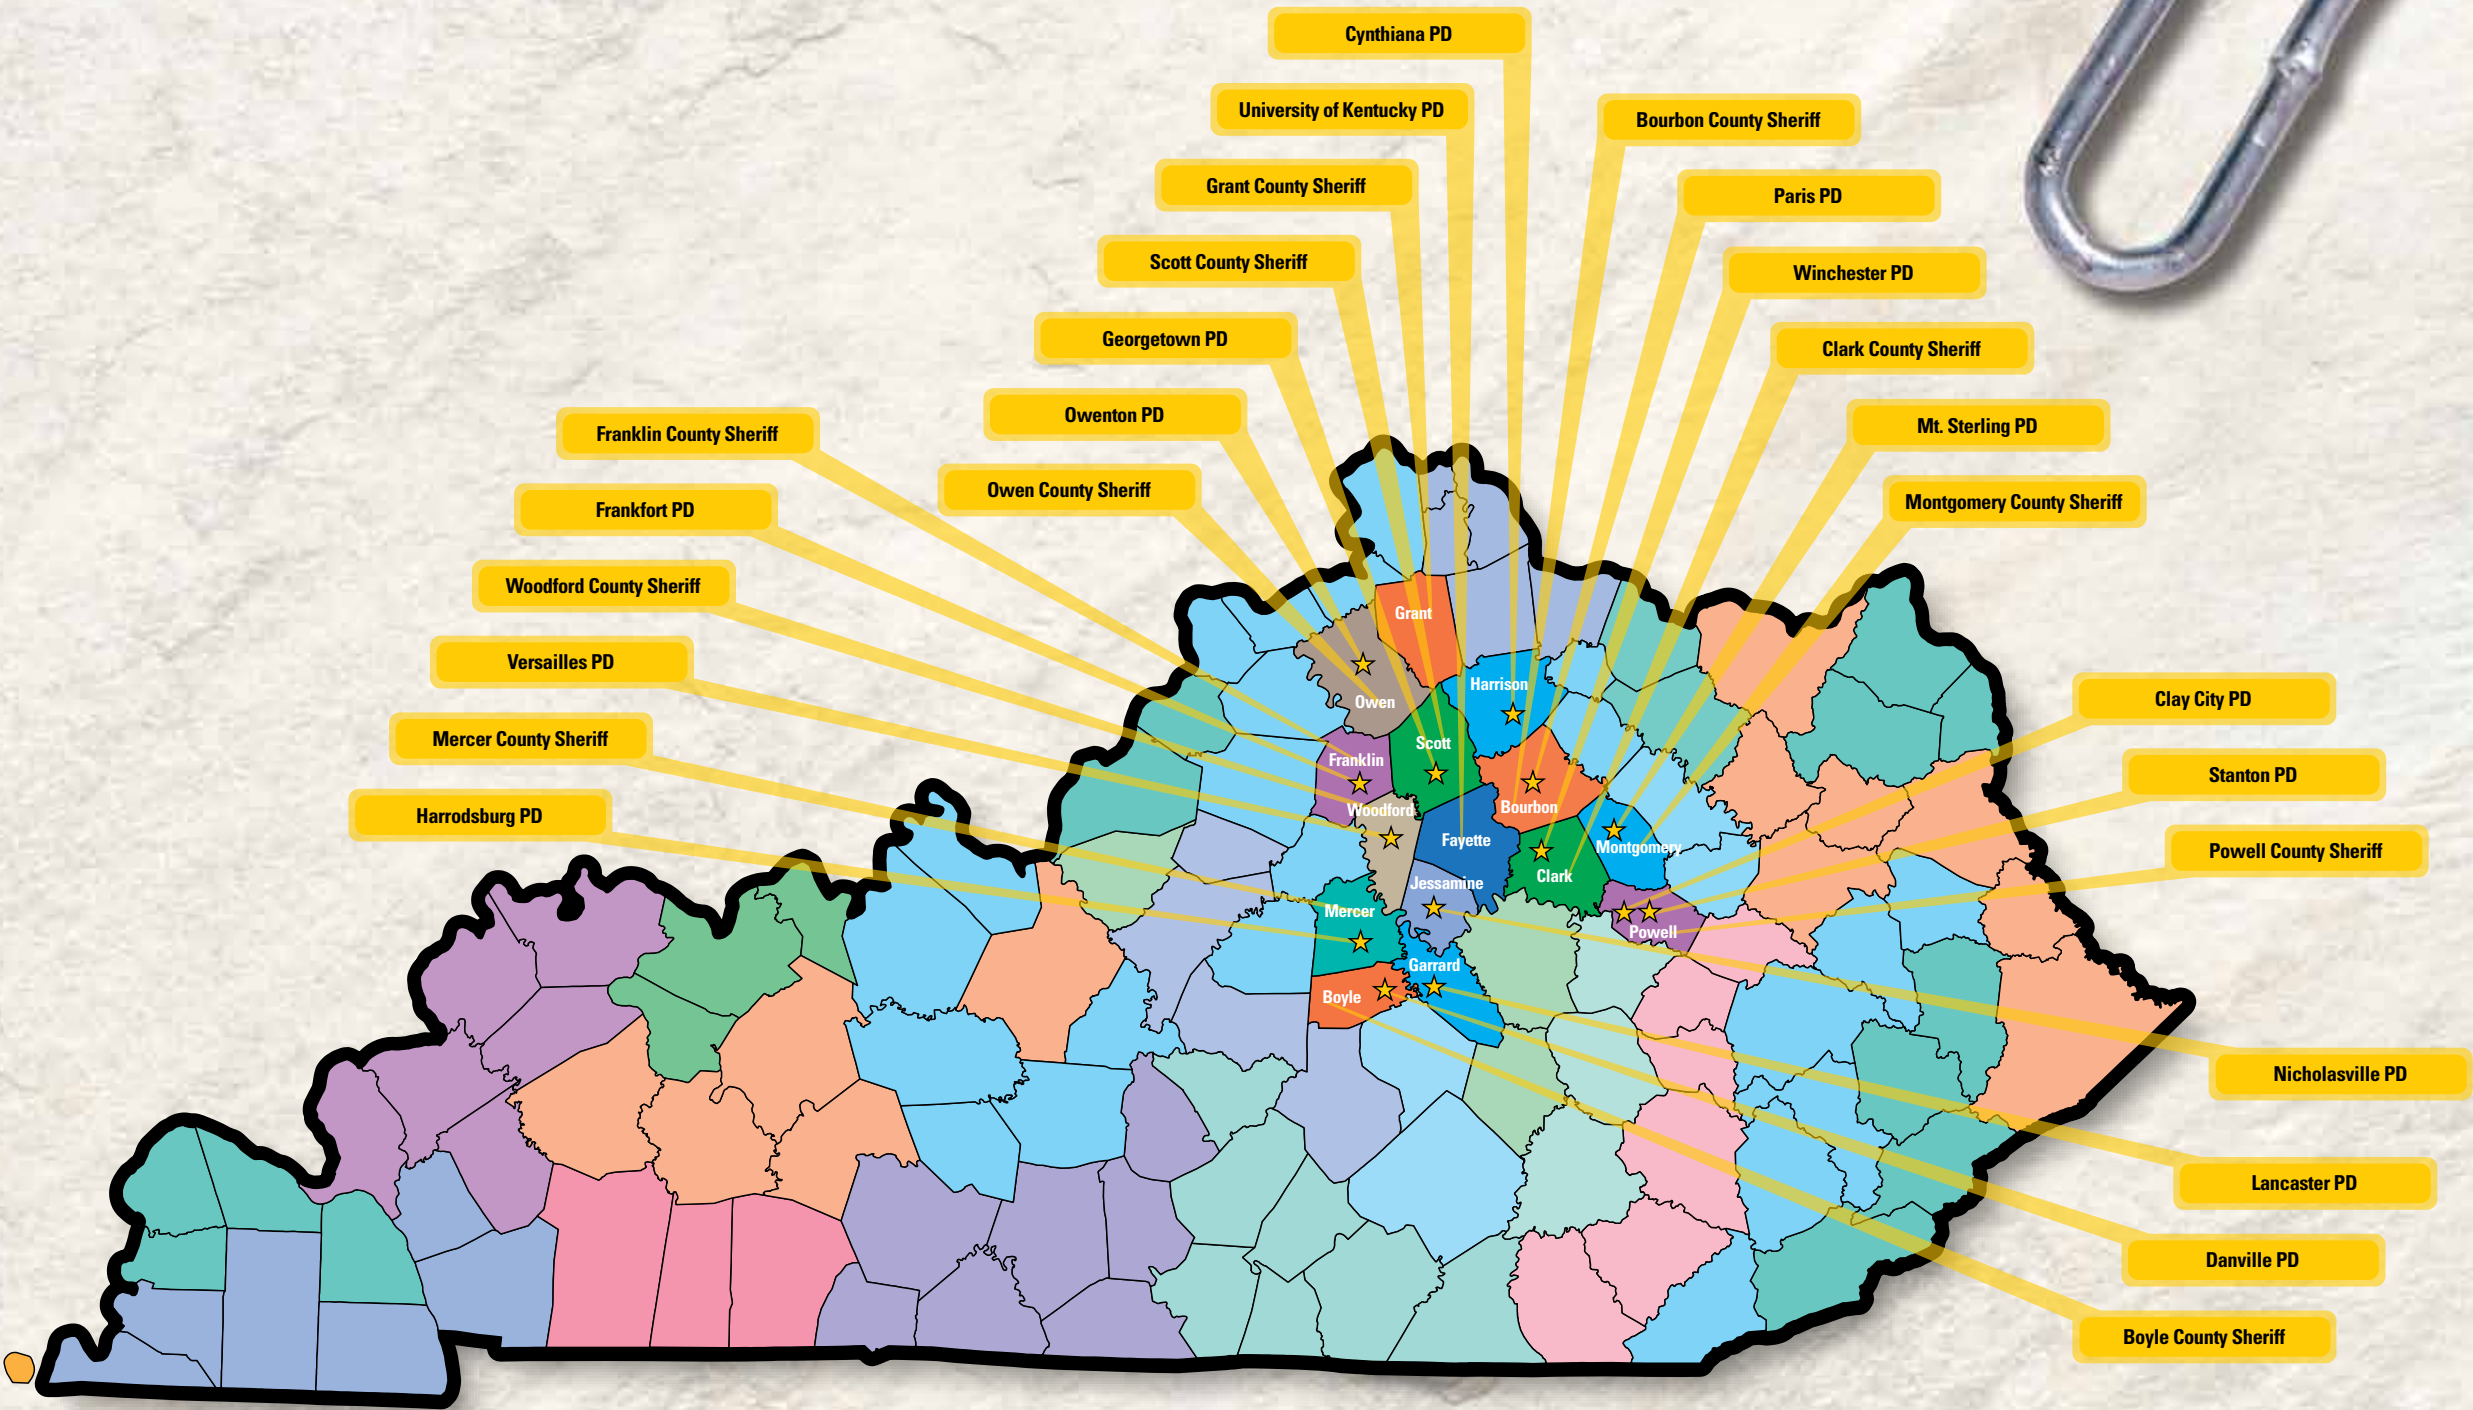 Cynthiana PD
University of Kentucky PD
Bourbon County Sheriff
Grant County Sheriff
Paris PD
Scott County Sheriff
Winchester PD
Georgetown PD
Clark County Sheriff
Owenton PD
Mt. Sterling PD
Franklin County Sheriff
Owen County Sheriff
Montgomery County Sheriff
Frankfort PD
Woodford County Sheriff
Versailles PD
Clay City PD
Mercer County Sheriff
Stanton PD
Harrodsburg PD
Powell County Sheriff
Nicholasville PD
Lancaster PD
Danville PD
Boyle County Sheriff
Grant
Harrison
Owen
Scott
Franklin
Bourbon
Woodford
Fayette
Montgomery
Clark
Jessamine
Mercer
Powell
Garrard
Boyle